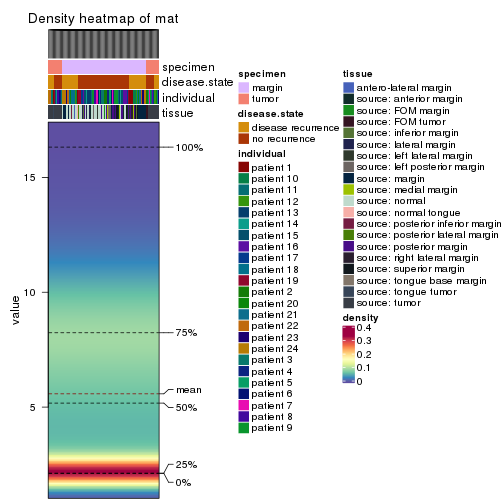 Density heatmap of mat
specimen
disease.state
individual
tissue
value
15
10
5
100%
75%
mean
50%
25%
0%
specimen
margin
tumor
disease.state
disease recurrence
no recurrence
individual
patient 1
patient 10
patient 11
patient 12
patient 13
patient 14
patient 15
patient 16
patient 17
patient 18
patient 19
patient 2
patient 20
patient 21
patient 22
patient 23
patient 24
patient 3
patient 4
patient 5
patient 6
patient 7
patient 8
patient 9
tissue
antero-lateral margin
source: anterior margin
source: FOM margin
source: FOM tumor
source: inferior margin
source: lateral margin
source: left lateral margin
source: left posterior margin
source: margin
source: medial margin
source: normal
source: normal tongue
source: posterior inferior margin
source: posterior lateral margin
source: posterior margin
source: right lateral margin
source: superior margin
source: tongue base margin
source: tongue tumor
source: tumor
density
0.4
0.3
0.2
0.1
0